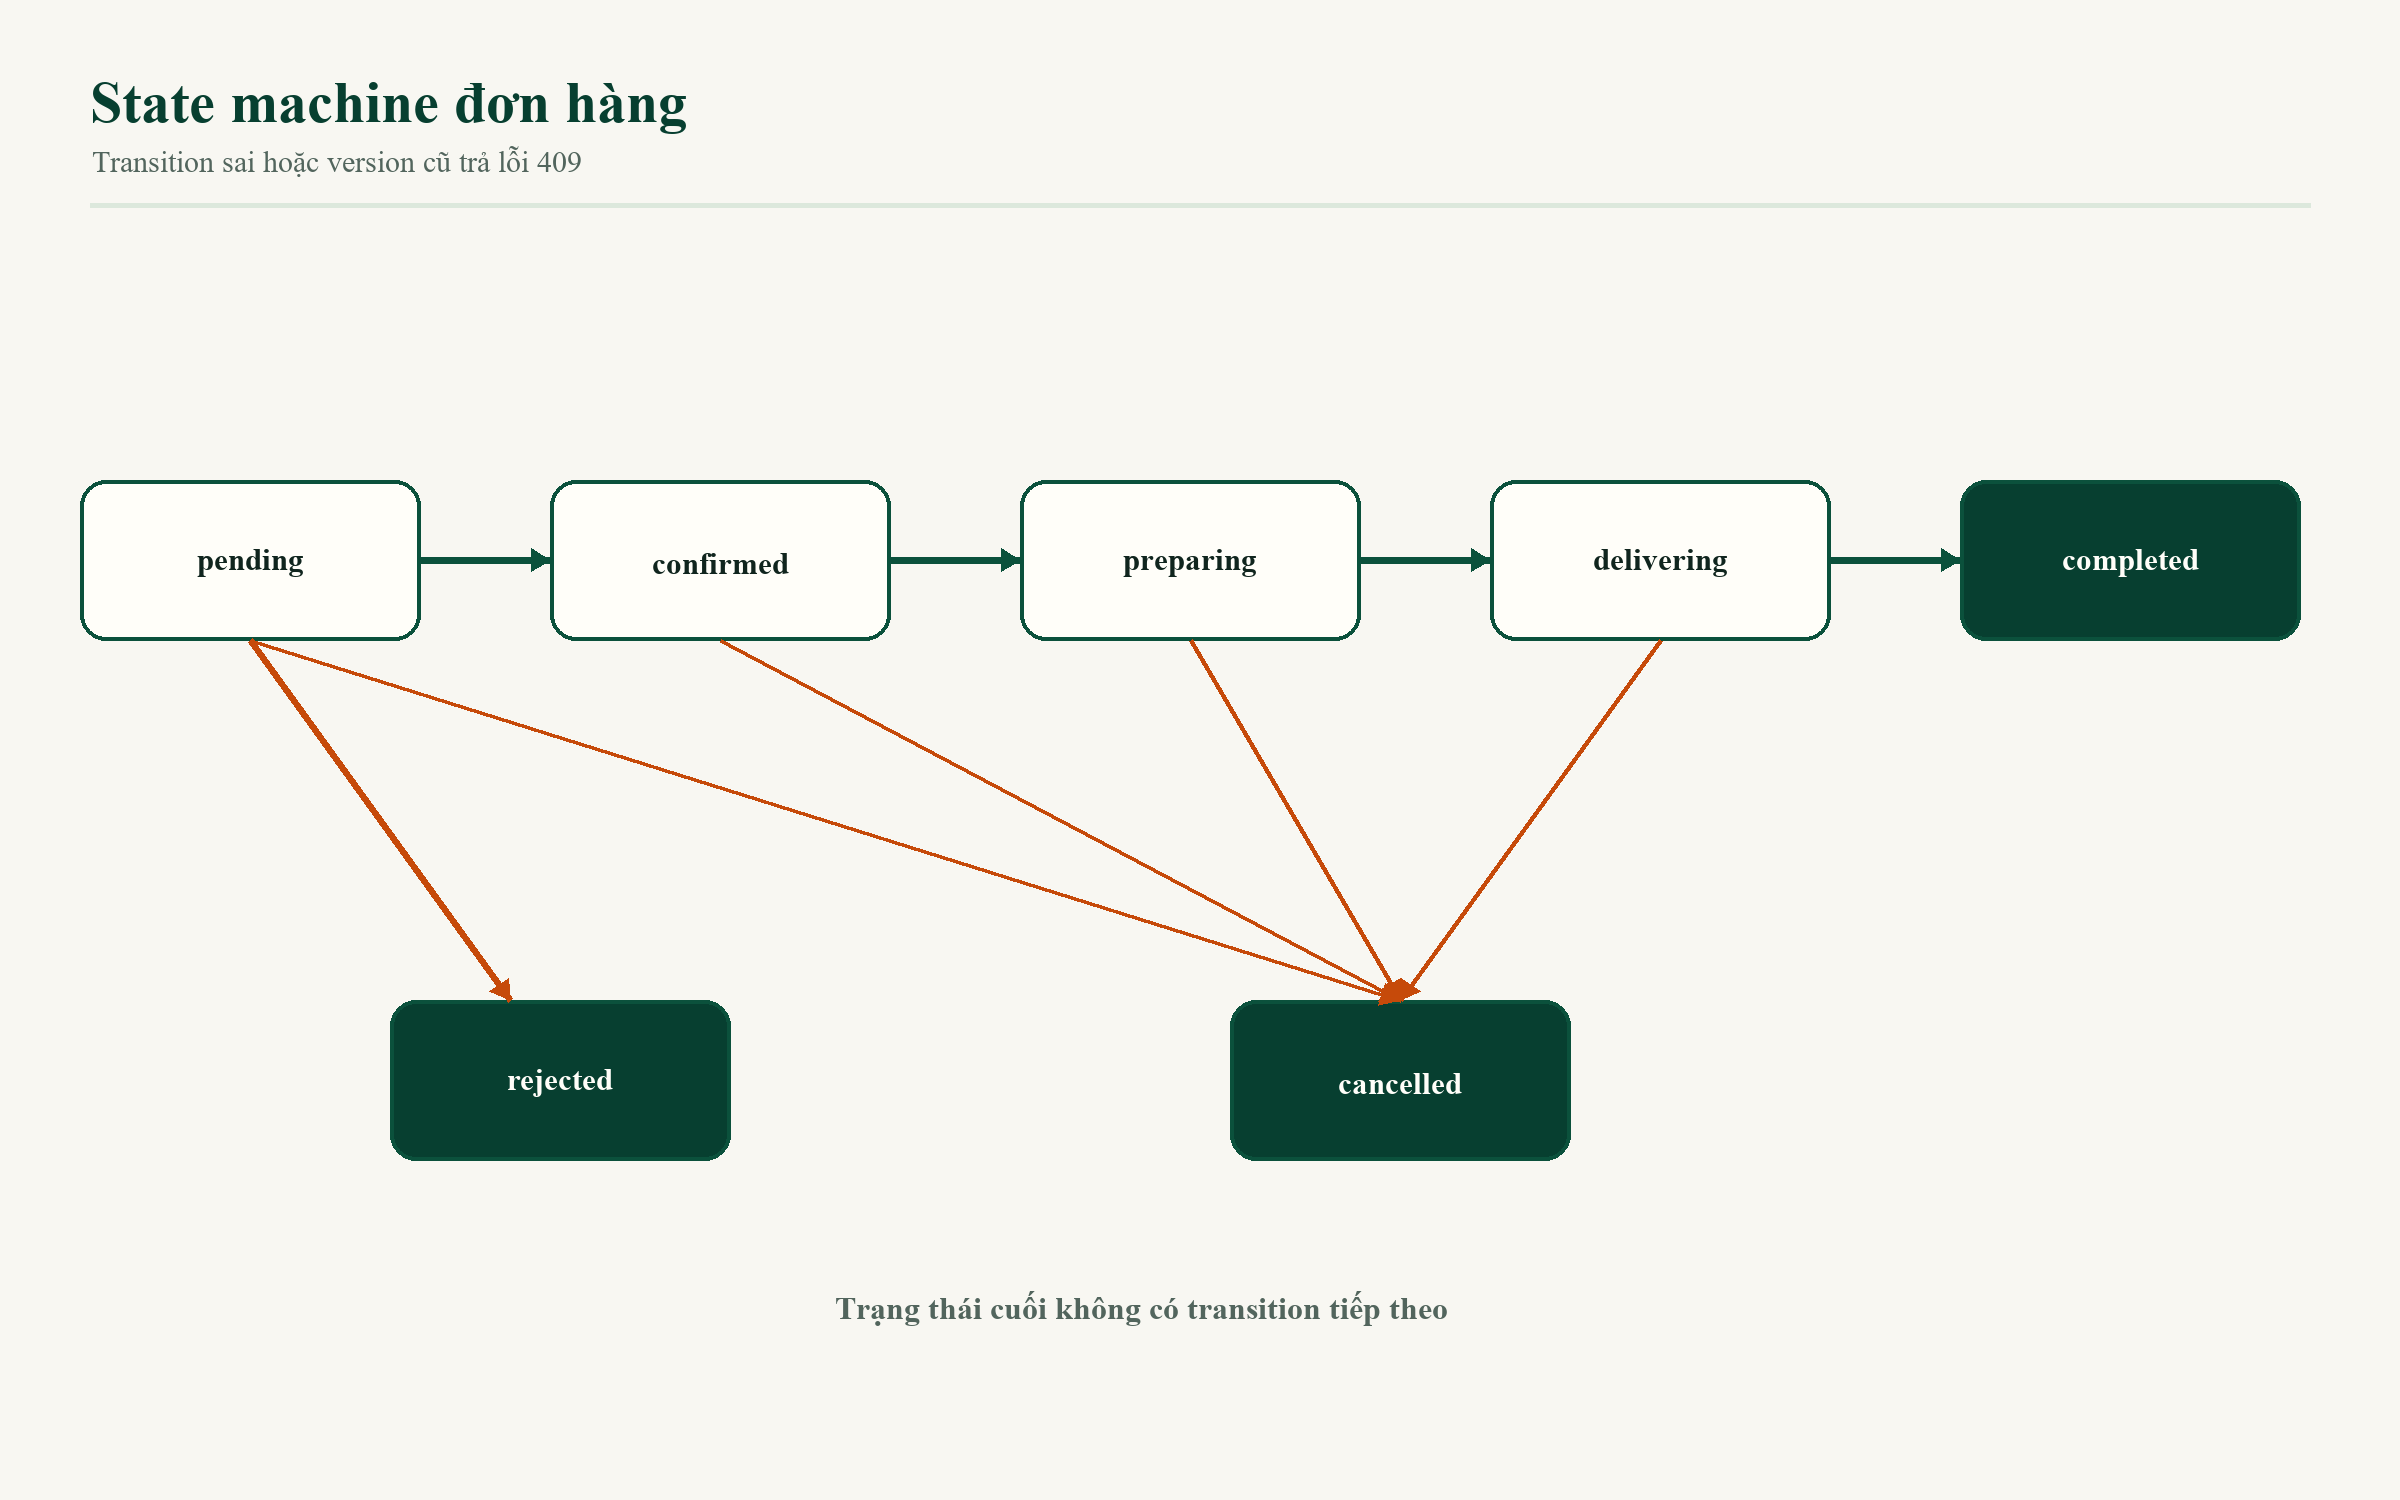 State machine đơn hàng
Transition sai hoặc version cũ trả lỗi 409
pending
confirmed
preparing
delivering
completed
rejected
cancelled
Trạng thái cuối không có transition tiếp theo